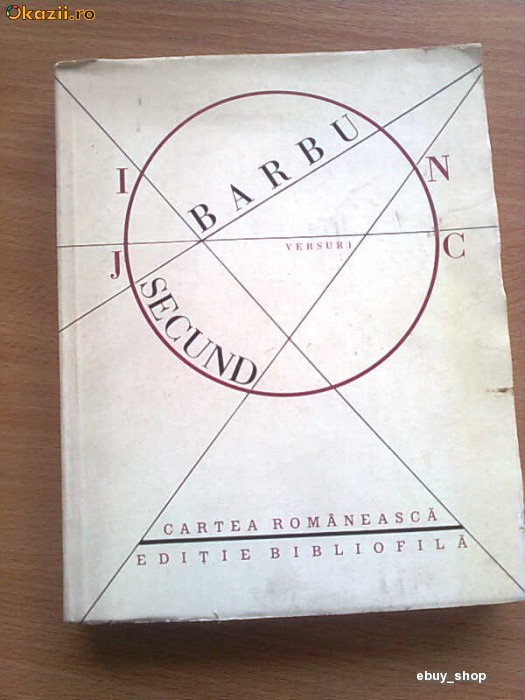 Okazii.ro
BARBU
I N
VERSURI
J C
SECUND
CARTEA ROMÂNEASCĂ
EDIȚIE BIBLIOFILĂ
ebuy_shop